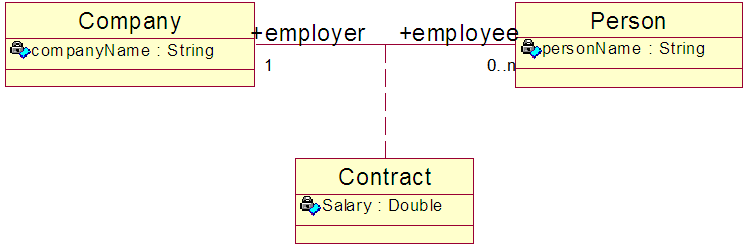 Company
companyName : String
+employer
+employee
1
0..n
Person
personName : String
Contract
Salary : Double